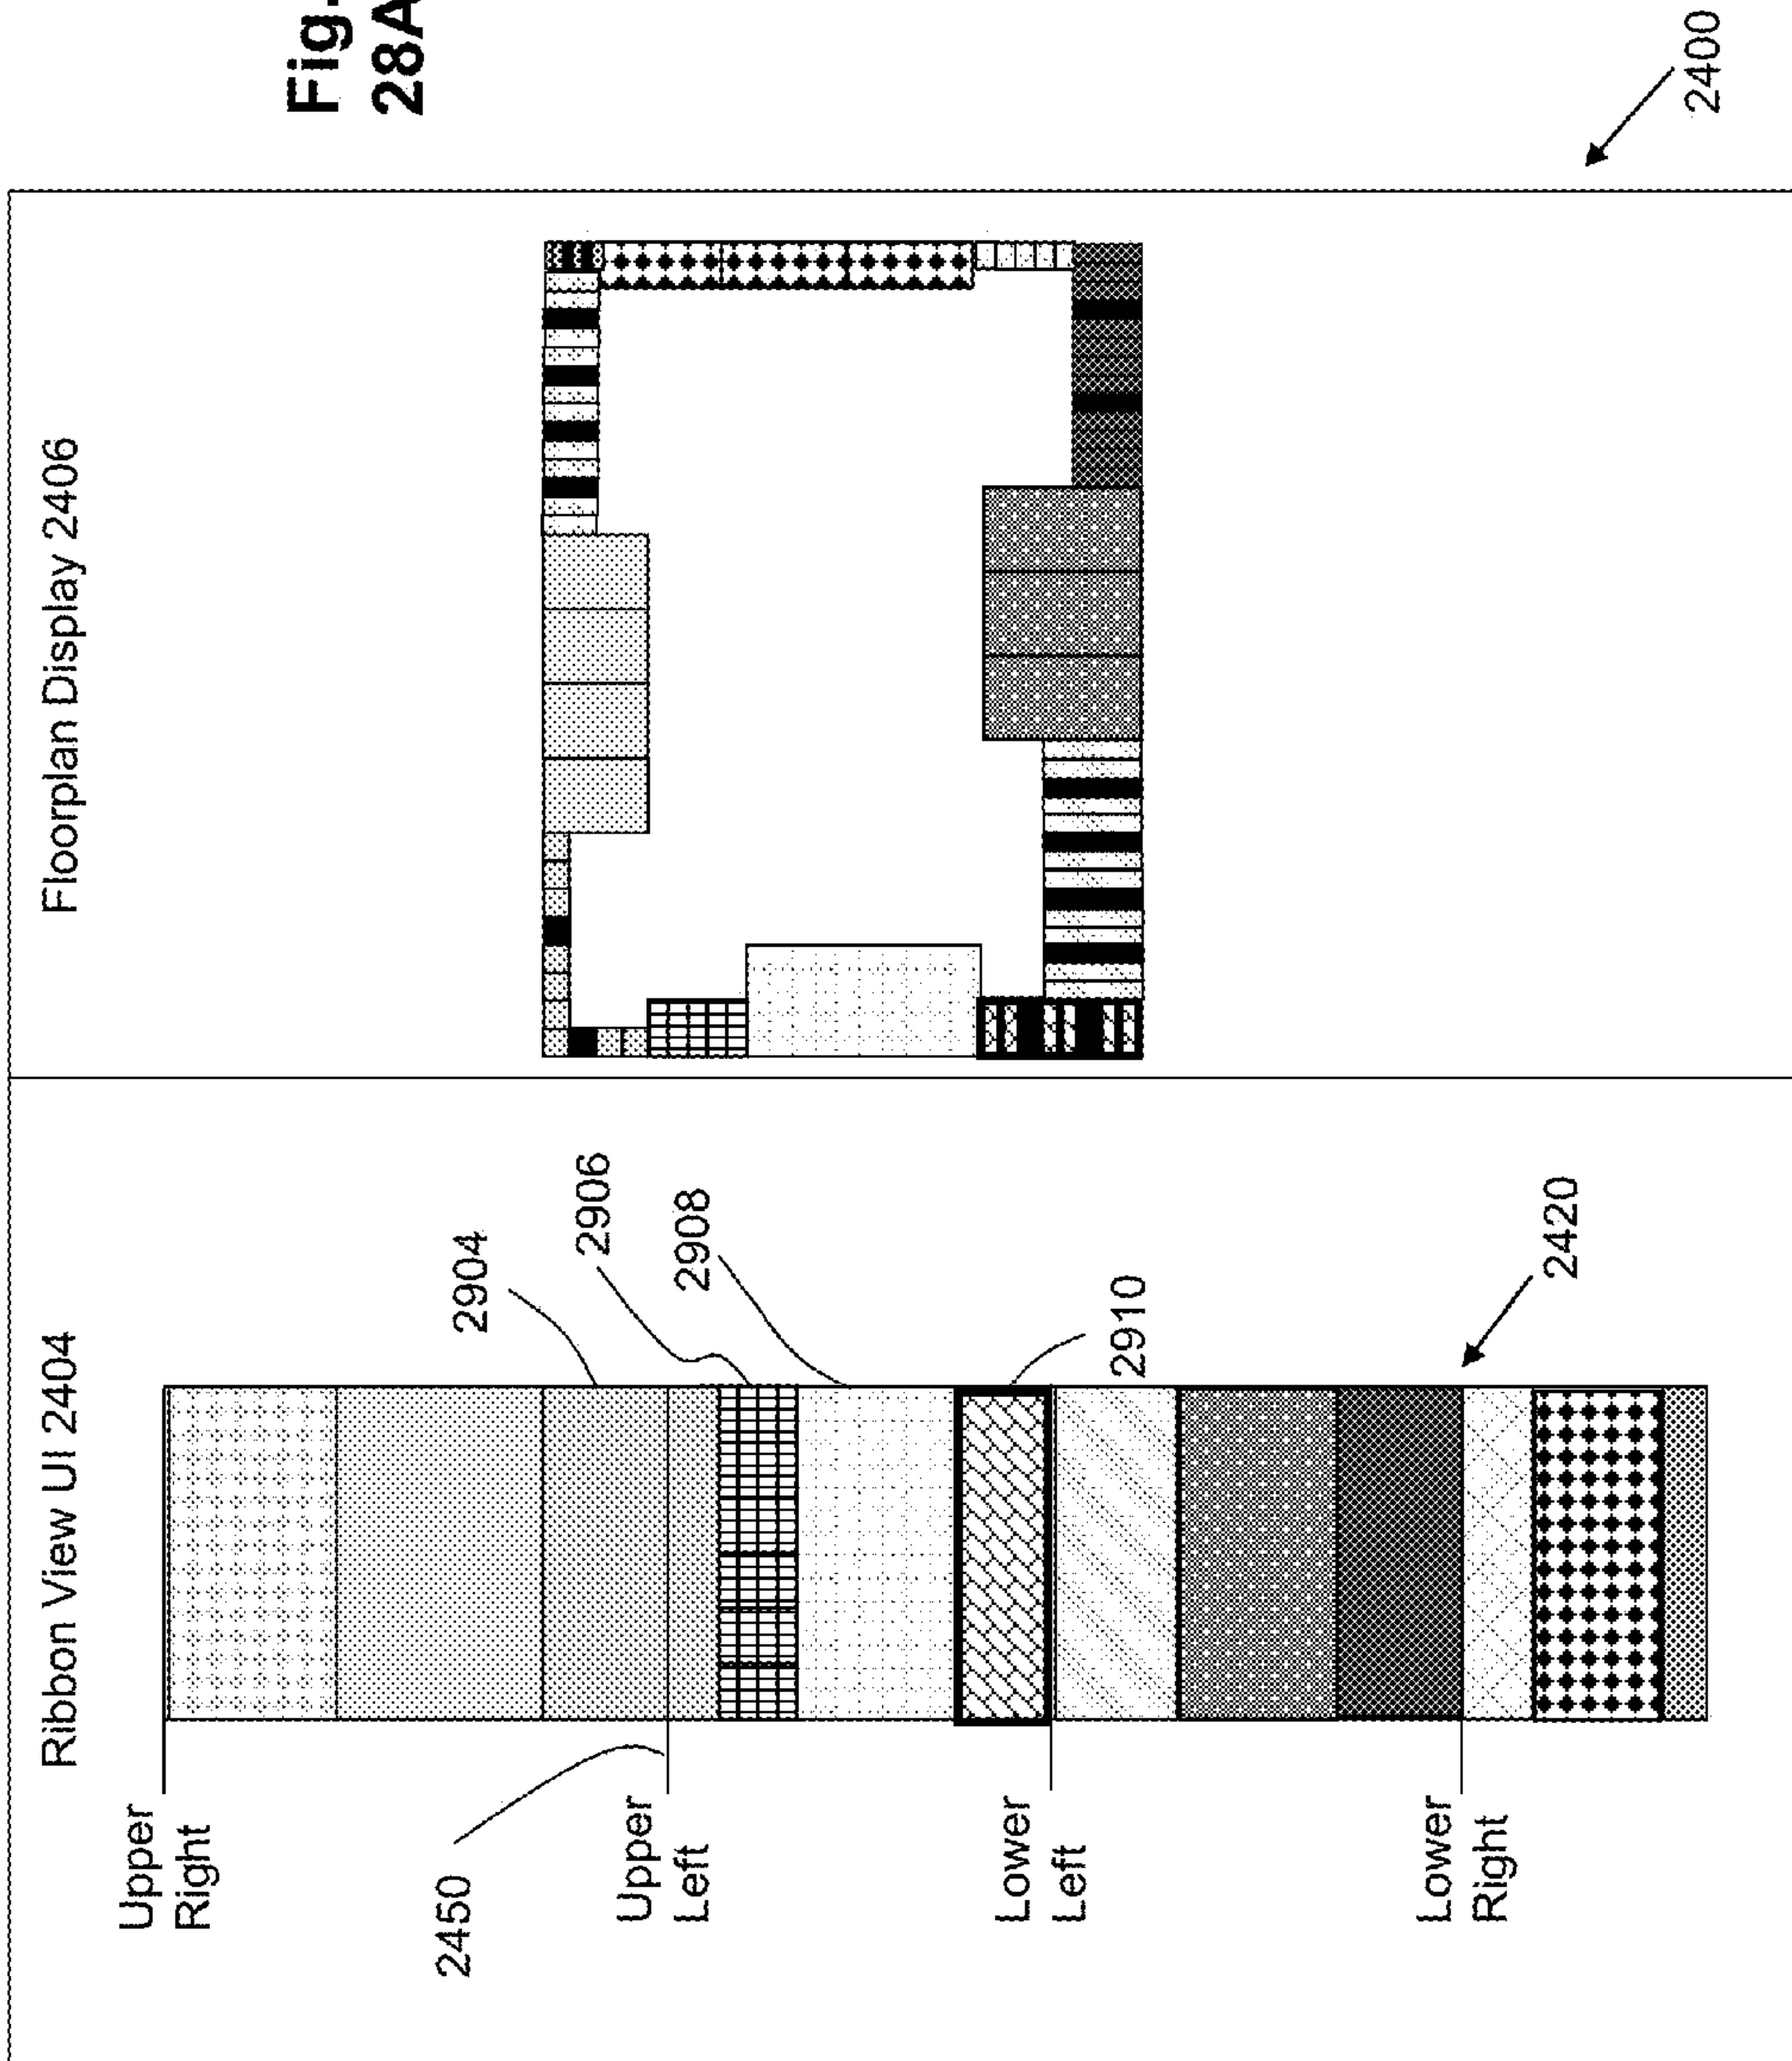 Fig.
28A
Ribbon View UI 2404
Floorplan Display 2406
Upper
Right
2450
Upper
Left
Lower
Left
Lower
Right
2904
2906
2908
2910
2420
2400